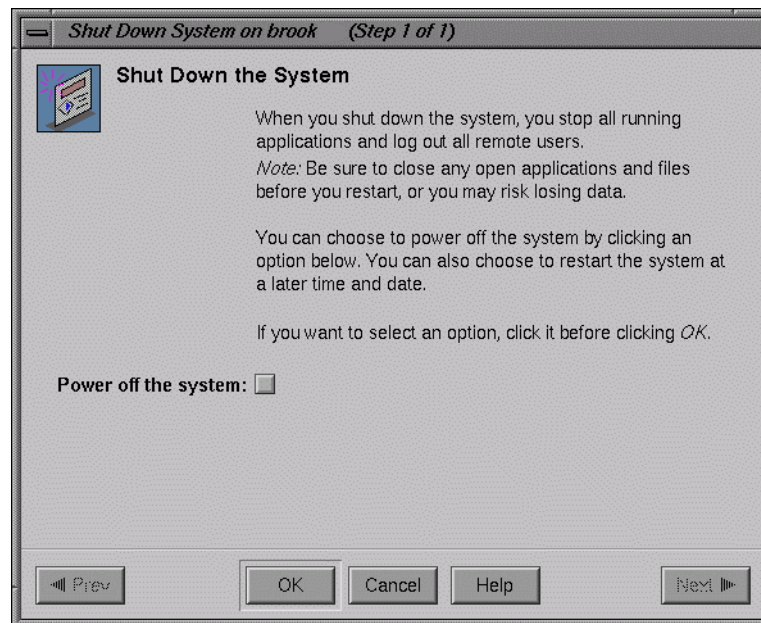 Shut Down System on brook (Step 1 of 1)
Shut Down the System
When you shut down the system, you stop all running
applications and log out all remote users.
Note: Be sure to close any open applications and files
before you restart, or you may risk losing data.
You can choose to power off the system by clicking an
option below. You can also choose to restart the system at
a later time and date.
If you want to select an option, click it before clicking OK.
Power off the system:
Prev
OK
Cancel
Help
Next